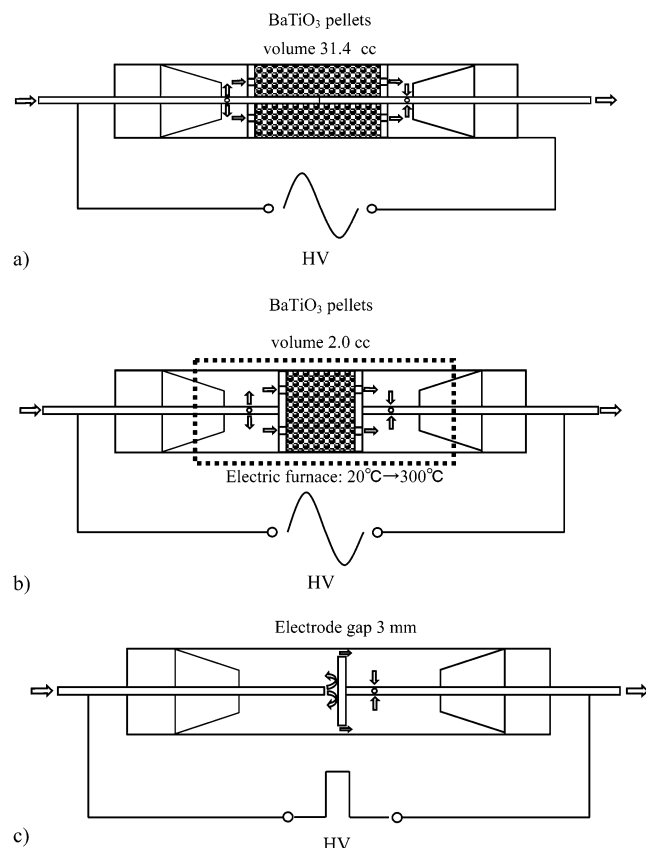 BaTiO₃ pellets
volume 31.4 cc
HV
a)
BaTiO₃ pellets
volume 2.0 cc
Electric furnace: 20℃→300℃
HV
b)
Electrode gap 3 mm
HV
c)